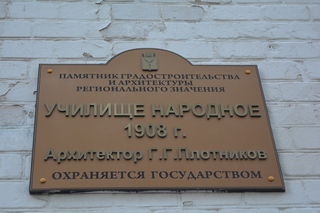 ПАМЯТНИК ГРАДОСТРОИТЕЛЬСТВА
И АРХИТЕКТУРЫ
РЕГИОНАЛЬНОГО ЗНАЧЕНИЯ
УЧИЛИЩЕ НАРОДНОЕ
1908 г.
Архитектор Г.Г.Плотников
ОХРАНЯЕТСЯ ГОСУДАРСТВОМ